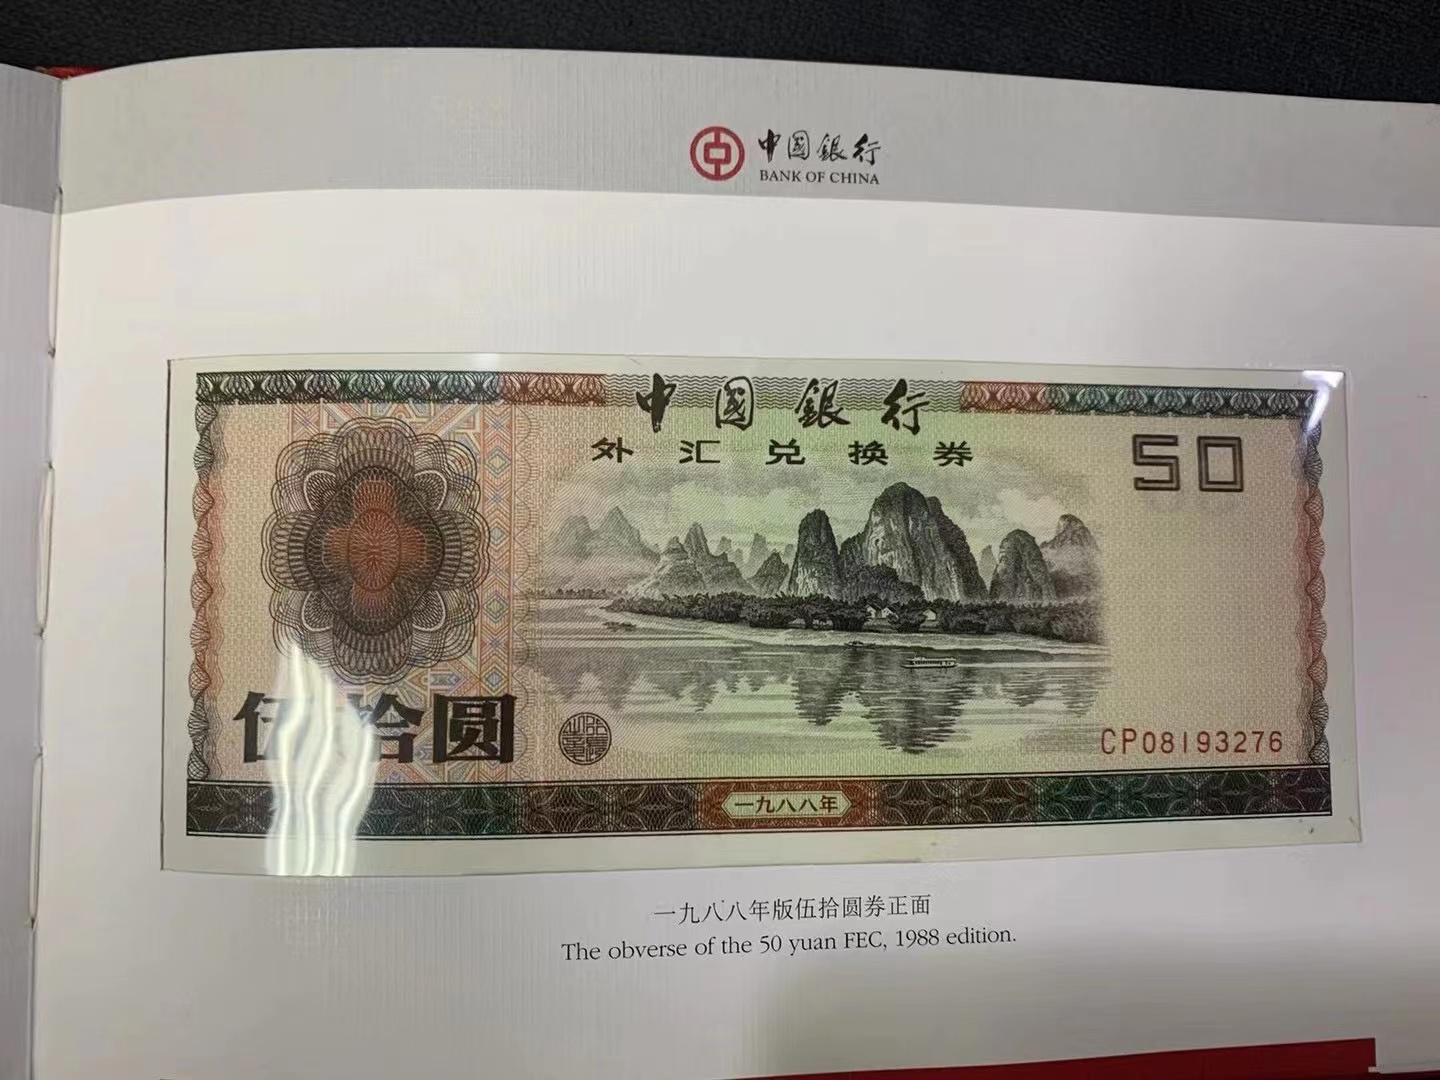 中國銀行
BANK OF CHINA
中國銀行
外汇兑换券
50
伍拾圆
CP08193276
一九八八年
一九八八年版伍拾圆券正面
The obverse of the 50 yuan FEC, 1988 edition.